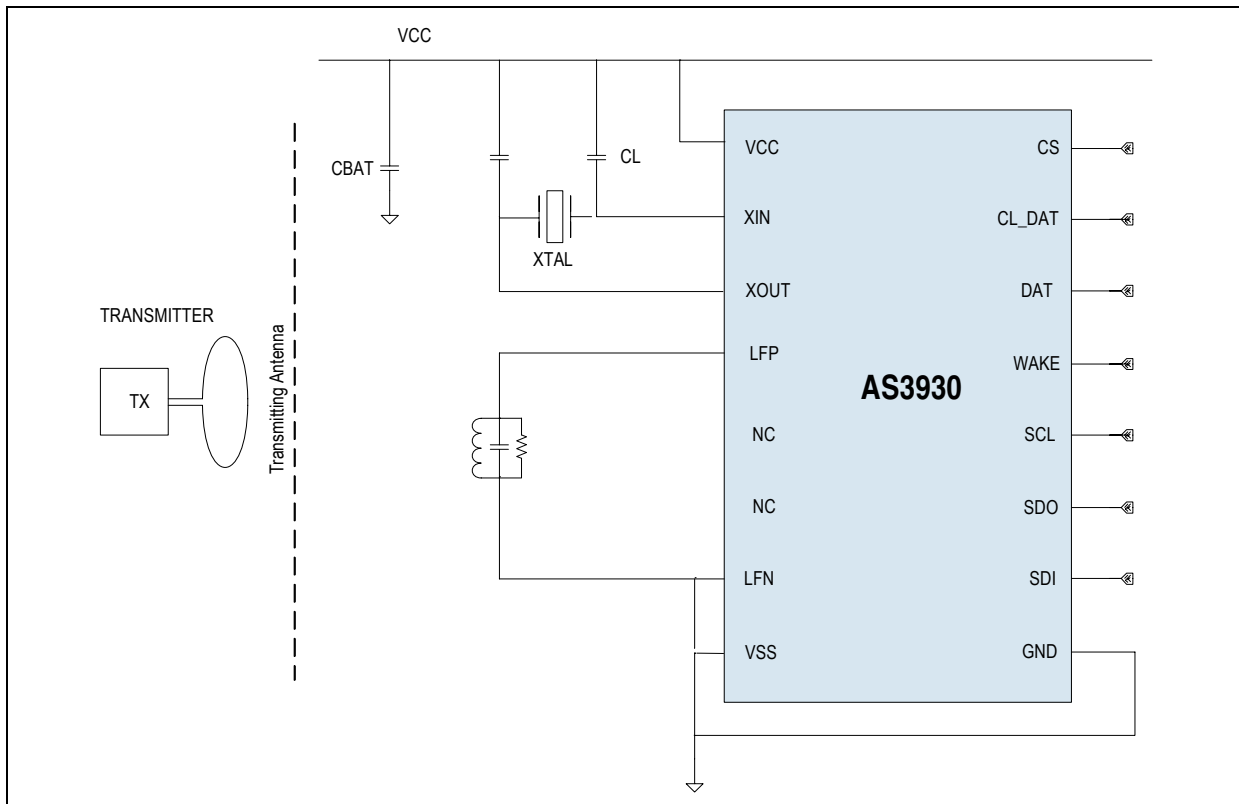 VCC
CBAT
CL
XTAL
TRANSMITTER
TX
Transmitting Antenna
VCC
XIN
XOUT
LFP
NC
NC
LFN
VSS
AS3930
CS
CL_DAT
DAT
WAKE
SCL
SDO
SDI
GND